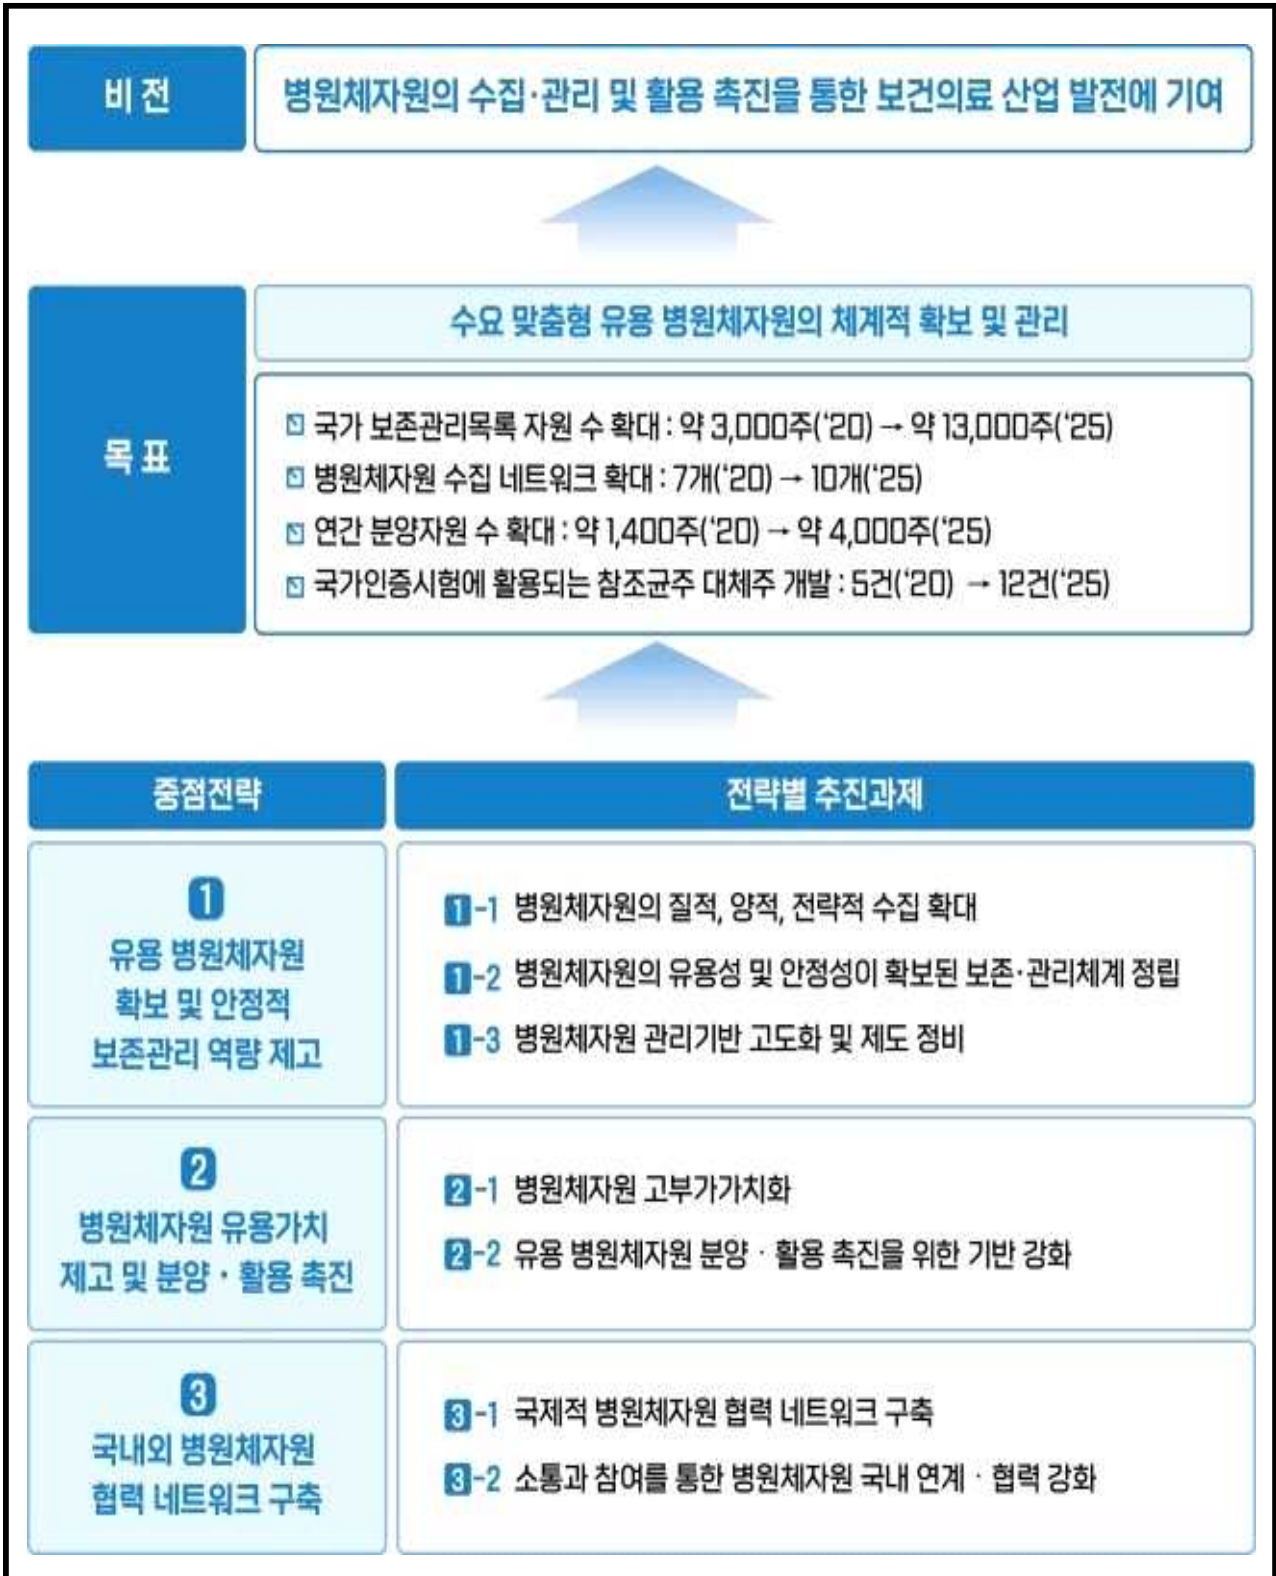 비전
병원체자원의 수집·관리 및 활용 촉진을 통한 보건의료 산업 발전에 기여
수요 맞춤형 유용 병원체자원의 체계적 확보 및 관리
목표
국가 보존관리목록 자원 수 확대 : 약 3,000주(‘20) → 약 13,000주(‘25)
병원체자원 수집 네트워크 확대 : 7개(‘20) → 10개(‘25)
연간 분양자원 수 확대 : 약 1,400주(‘20) → 약 4,000주(‘25)
국가인증시험에 활용되는 참조균주 대체주 개발 : 5건(‘20) → 12건(‘25)
중점전략
전략별 추진과제
1
유용 병원체자원
확보 및 안정적
보존관리 역량 제고
1-1 병원체자원의 질적, 양적, 전략적 수집 확대
1-2 병원체자원의 유용성 및 안정성이 확보된 보존·관리체계 정립
1-3 병원체자원 관리기반 고도화 및 제도 정비
2
병원체자원 유용가치
제고 및 분양 · 활용 촉진
2-1 병원체자원 고부가가치화
2-2 유용 병원체자원 분양 · 활용 촉진을 위한 기반 강화
3
국내외 병원체자원
협력 네트워크 구축
3-1 국제적 병원체자원 협력 네트워크 구축
3-2 소통과 참여를 통한 병원체자원 국내 연계 · 협력 강화